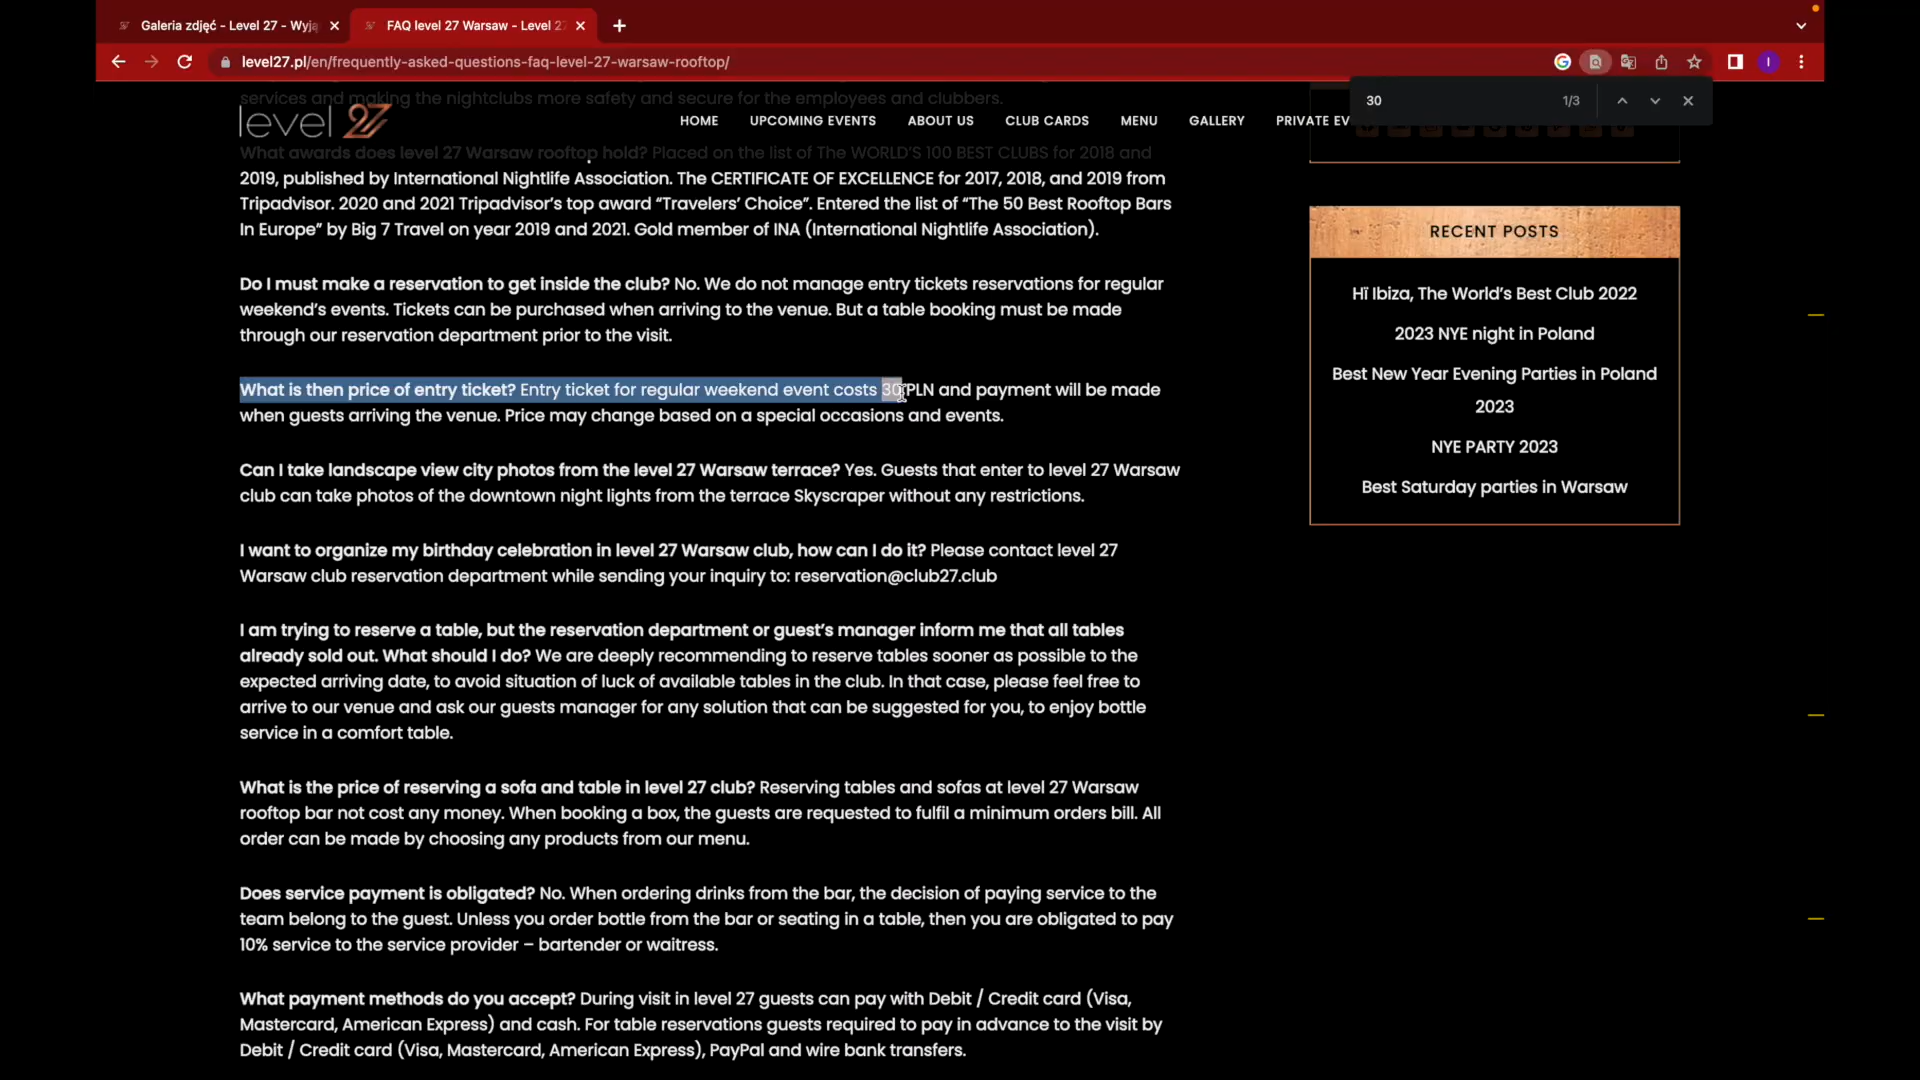 Galeria zdjęć - Level 27 - Wyją
FAQ level 27 Warsaw - Level 27
level27.pl/en/frequently-asked-questions-faq-level-27-warsaw-rooftop/
I
30
1/3
services and making the nightclubs more safety and secure for the employees and clubbers.
level 27
HOME UPCOMING EVENTS ABOUT US CLUB CARDS MENU GALLERY PRIVATE EV
What awards does level 27 Warsaw rooftop hold? Placed on the list of The WORLD'S 100 BEST CLUBS for 2018 and
2019, published by International Nightlife Association. The CERTIFICATE OF EXCELLENCE for 2017, 2018, and 2019 from
Tripadvisor. 2020 and 2021 Tripadvisor's top award “Travelers’ Choice”. Entered the list of “The 50 Best Rooftop Bars
In Europe” by Big 7 Travel on year 2019 and 2021. Gold member of INA (International Nightlife Association).
Do I must make a reservation to get inside the club? No. We do not manage entry tickets reservations for regular
weekend’s events. Tickets can be purchased when arriving to the venue. But a table booking must be made
through our reservation department prior to the visit.
What is then price of entry ticket? Entry ticket for regular weekend event costs 30 PLN and payment will be made
when guests arriving the venue. Price may change based on a special occasions and events.
Can I take landscape view city photos from the level 27 Warsaw terrace? Yes. Guests that enter to level 27 Warsaw
club can take photos of the downtown night lights from the terrace Skyscraper without any restrictions.
I want to organize my birthday celebration in level 27 Warsaw club, how can I do it? Please contact level 27
Warsaw club reservation department while sending your inquiry to: reservation@club27.club
I am trying to reserve a table, but the reservation department or guest’s manager inform me that all tables
already sold out. What should I do? We are deeply recommending to reserve tables sooner as possible to the
expected arriving date, to avoid situation of luck of available tables in the club. In that case, please feel free to
arrive to our venue and ask our guests manager for any solution that can be suggested for you, to enjoy bottle
service in a comfort table.
What is the price of reserving a sofa and table in level 27 club? Reserving tables and sofas at level 27 Warsaw
rooftop bar not cost any money. When booking a box, the guests are requested to fulfil a minimum orders bill. All
order can be made by choosing any products from our menu.
Does service payment is obligated? No. When ordering drinks from the bar, the decision of paying service to the
team belong to the guest. Unless you order bottle from the bar or seating in a table, then you are obligated to pay
10% service to the service provider – bartender or waitress.
What payment methods do you accept? During visit in level 27 guests can pay with Debit / Credit card (Visa,
Mastercard, American Express) and cash. For table reservations guests required to pay in advance to the visit by
Debit / Credit card (Visa, Mastercard, American Express), PayPal and wire bank transfers.
RECENT POSTS
Hï Ibiza, The World’s Best Club 2022
2023 NYE night in Poland
Best New Year Evening Parties in Poland
2023
NYE PARTY 2023
Best Saturday parties in Warsaw